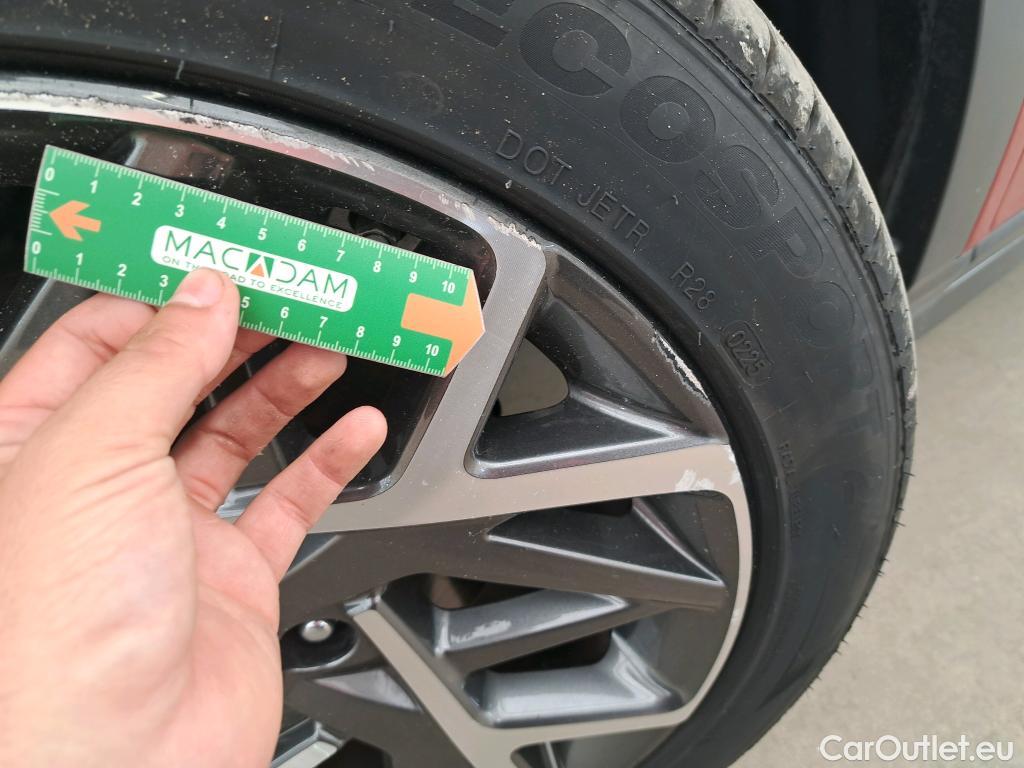 COSPORT
DOT JETR R28 0225
0 1 2 3 4 5 6 7 8 9 10
MACADAM
ON THE ROAD TO EXCELLENCE
0 1 2 3 5 6 7 8 9 10
CarOutlet.eu